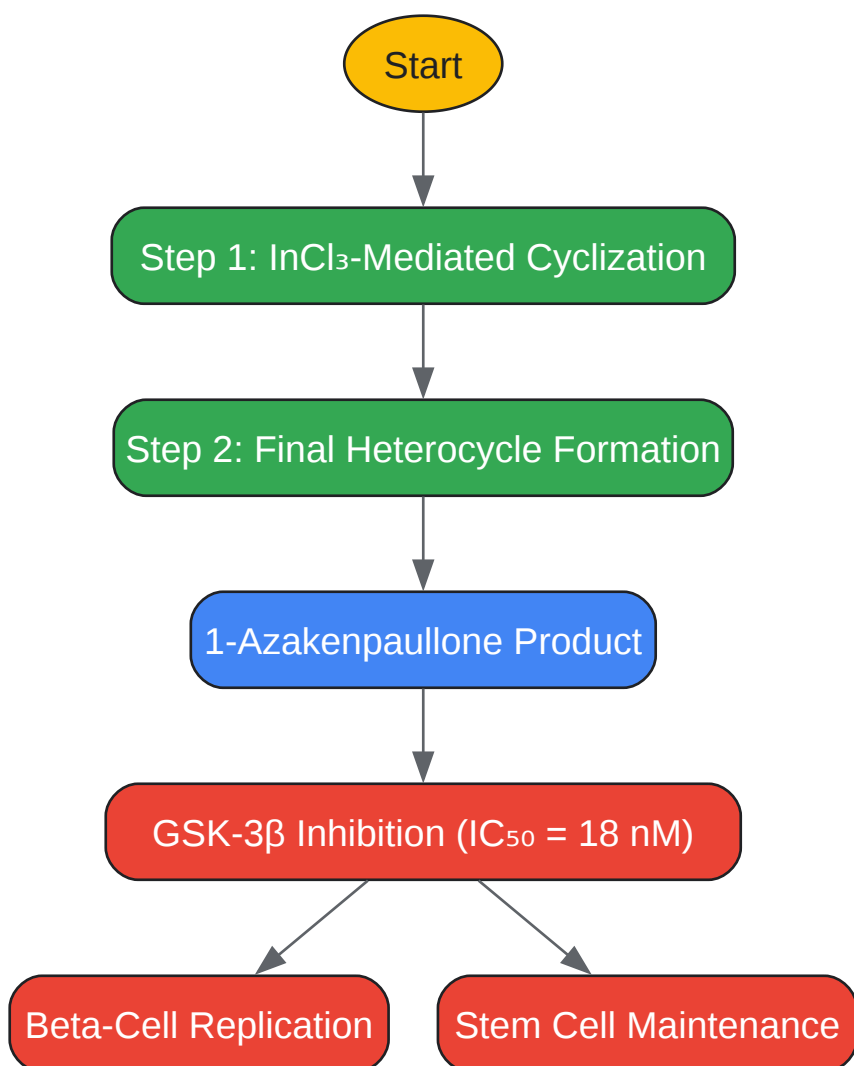 Start
Step 1: InCl₃-Mediated Cyclization
Step 2: Final Heterocycle Formation
1-Azakenpaullone Product
GSK-3β Inhibition (IC₅₀ = 18 nM)
Beta-Cell Replication
Stem Cell Maintenance